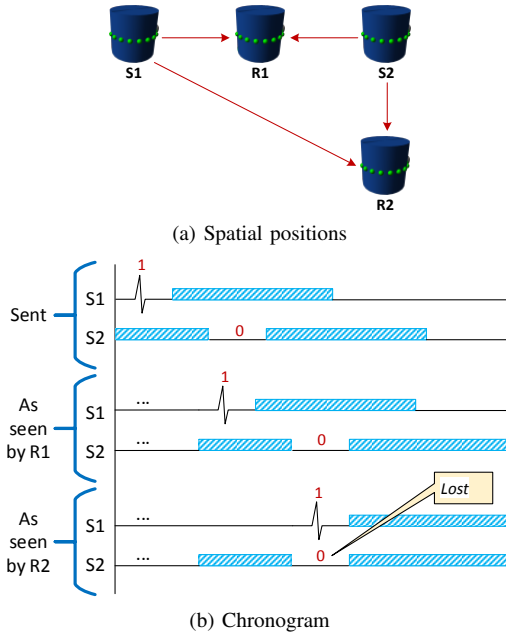 S1 R1 S2
R2
(a) Spatial positions
1
S1
Sent
S2 0
1
... S1
As seen by R1
... 0
S2
1 Lost
... S1
As seen by R2
... 0
S2
(b) Chronogram